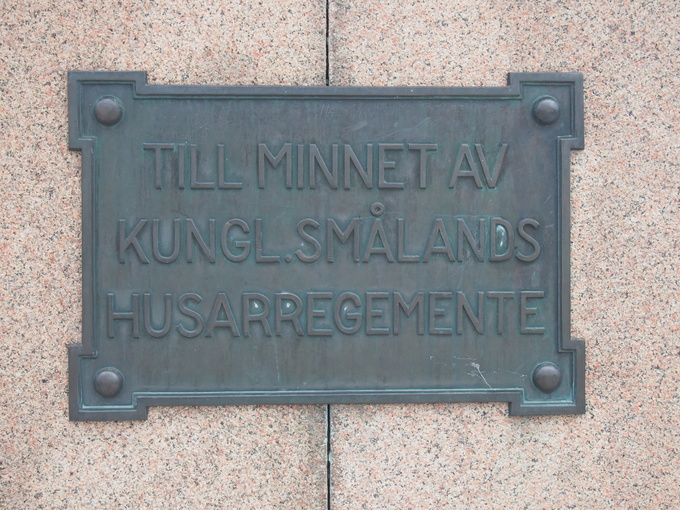 TILL MINNET AV
KUNGL. SMÅLANDS
HUSARREGEMENTE